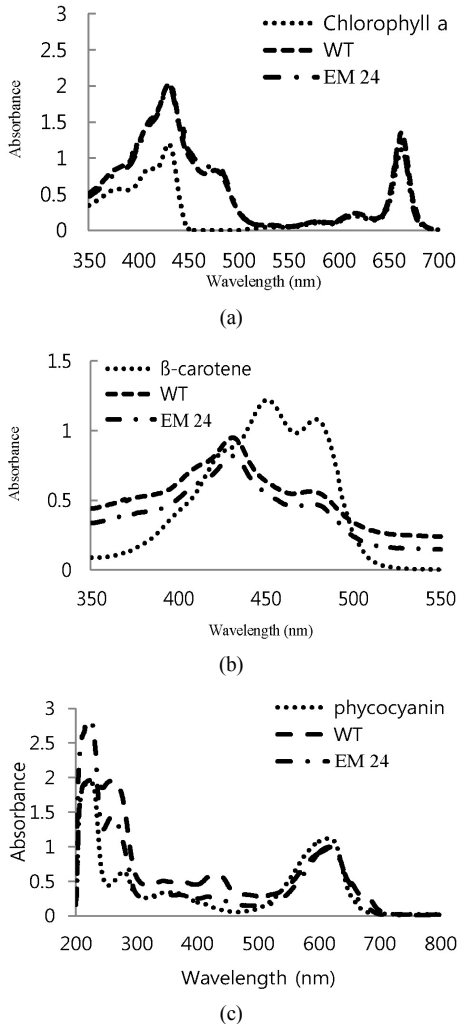 3
2.5
2
1.5
1
0.5
0
Absorbance
Chlorophyll a
WT
EM 24
350 400 450 500 550 600 650 700
Wavelength (nm)
(a)
1.5
1
0.5
0
Absorbance
ß-carotene
WT
EM 24
350 400 450 500 550
Wavelength (nm)
(b)
3
2.5
2
1.5
1
0.5
0
Absorbance
phycocyanin
WT
EM 24
200 300 400 500 600 700 800
Wavelength (nm)
(c)